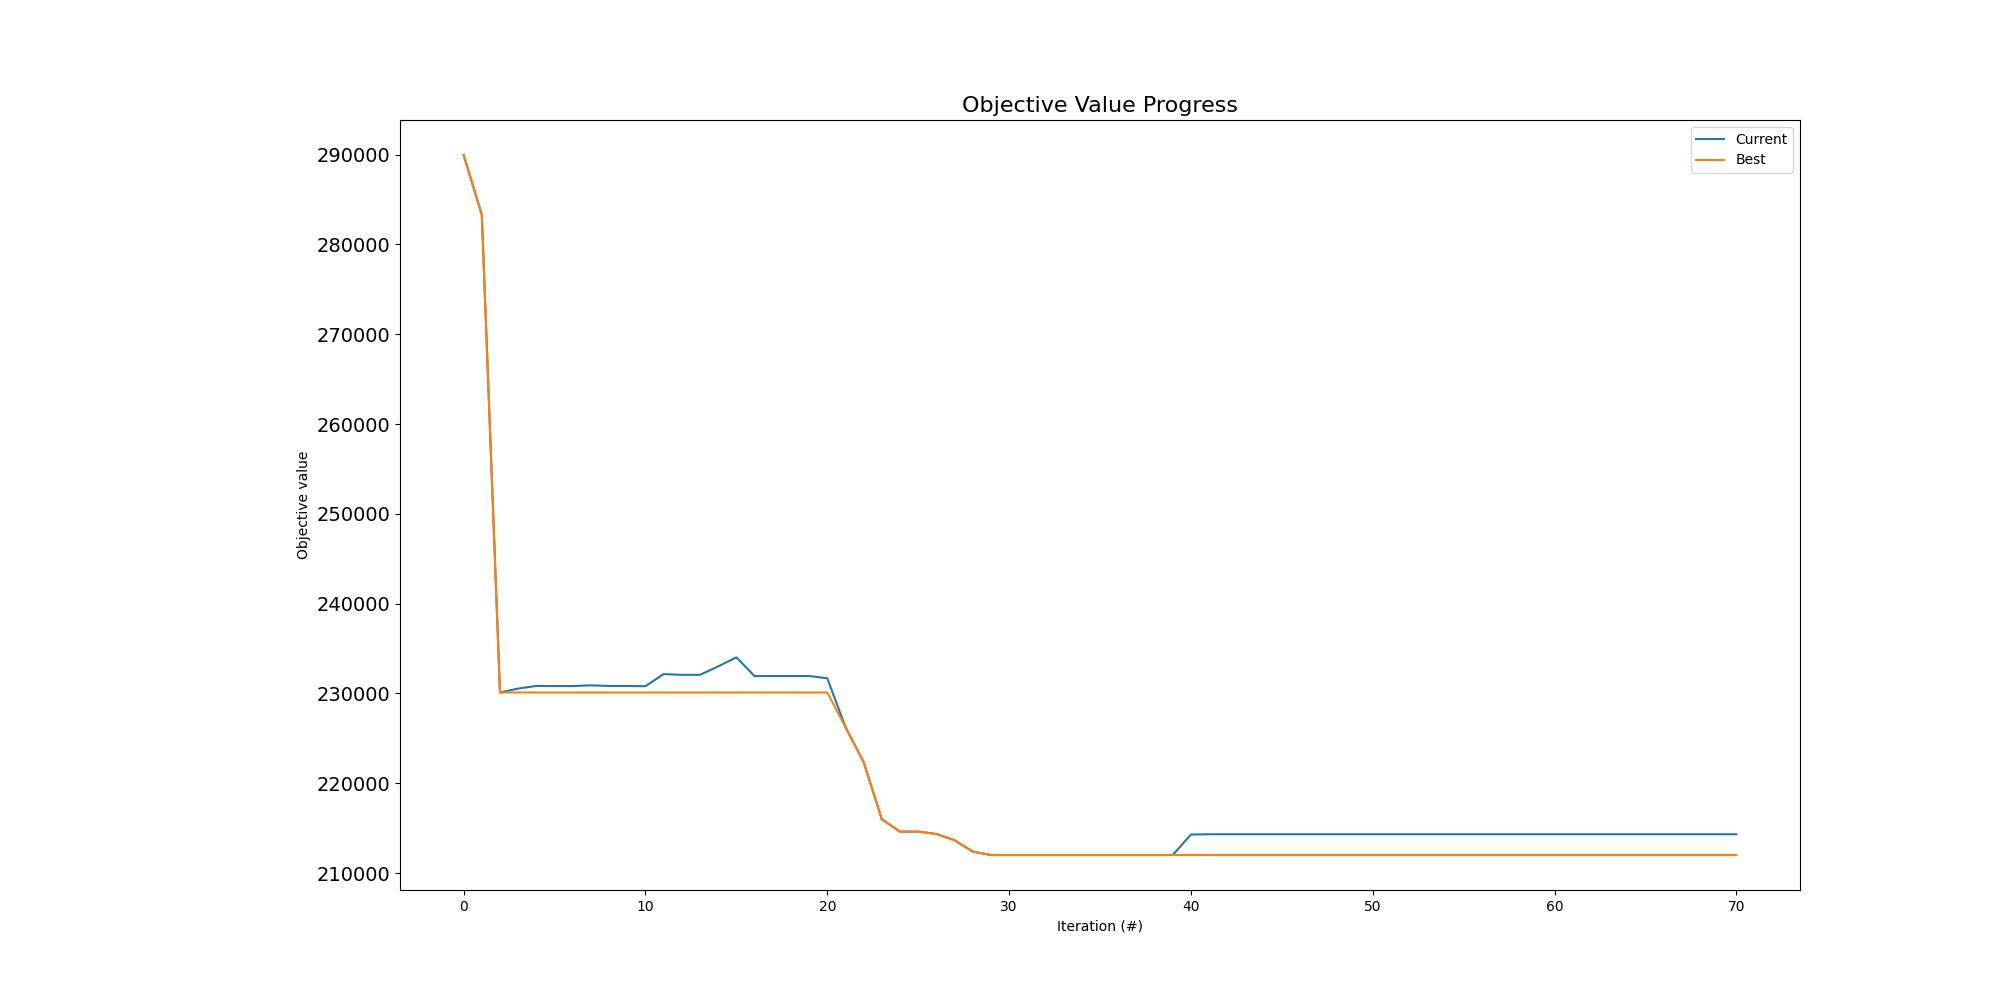 Objective Value Progress
Current
Best
290000
280000
270000
260000
250000
240000
230000
220000
210000
Objective value
0 10 20 30 40 50 60 70
Iteration (#)